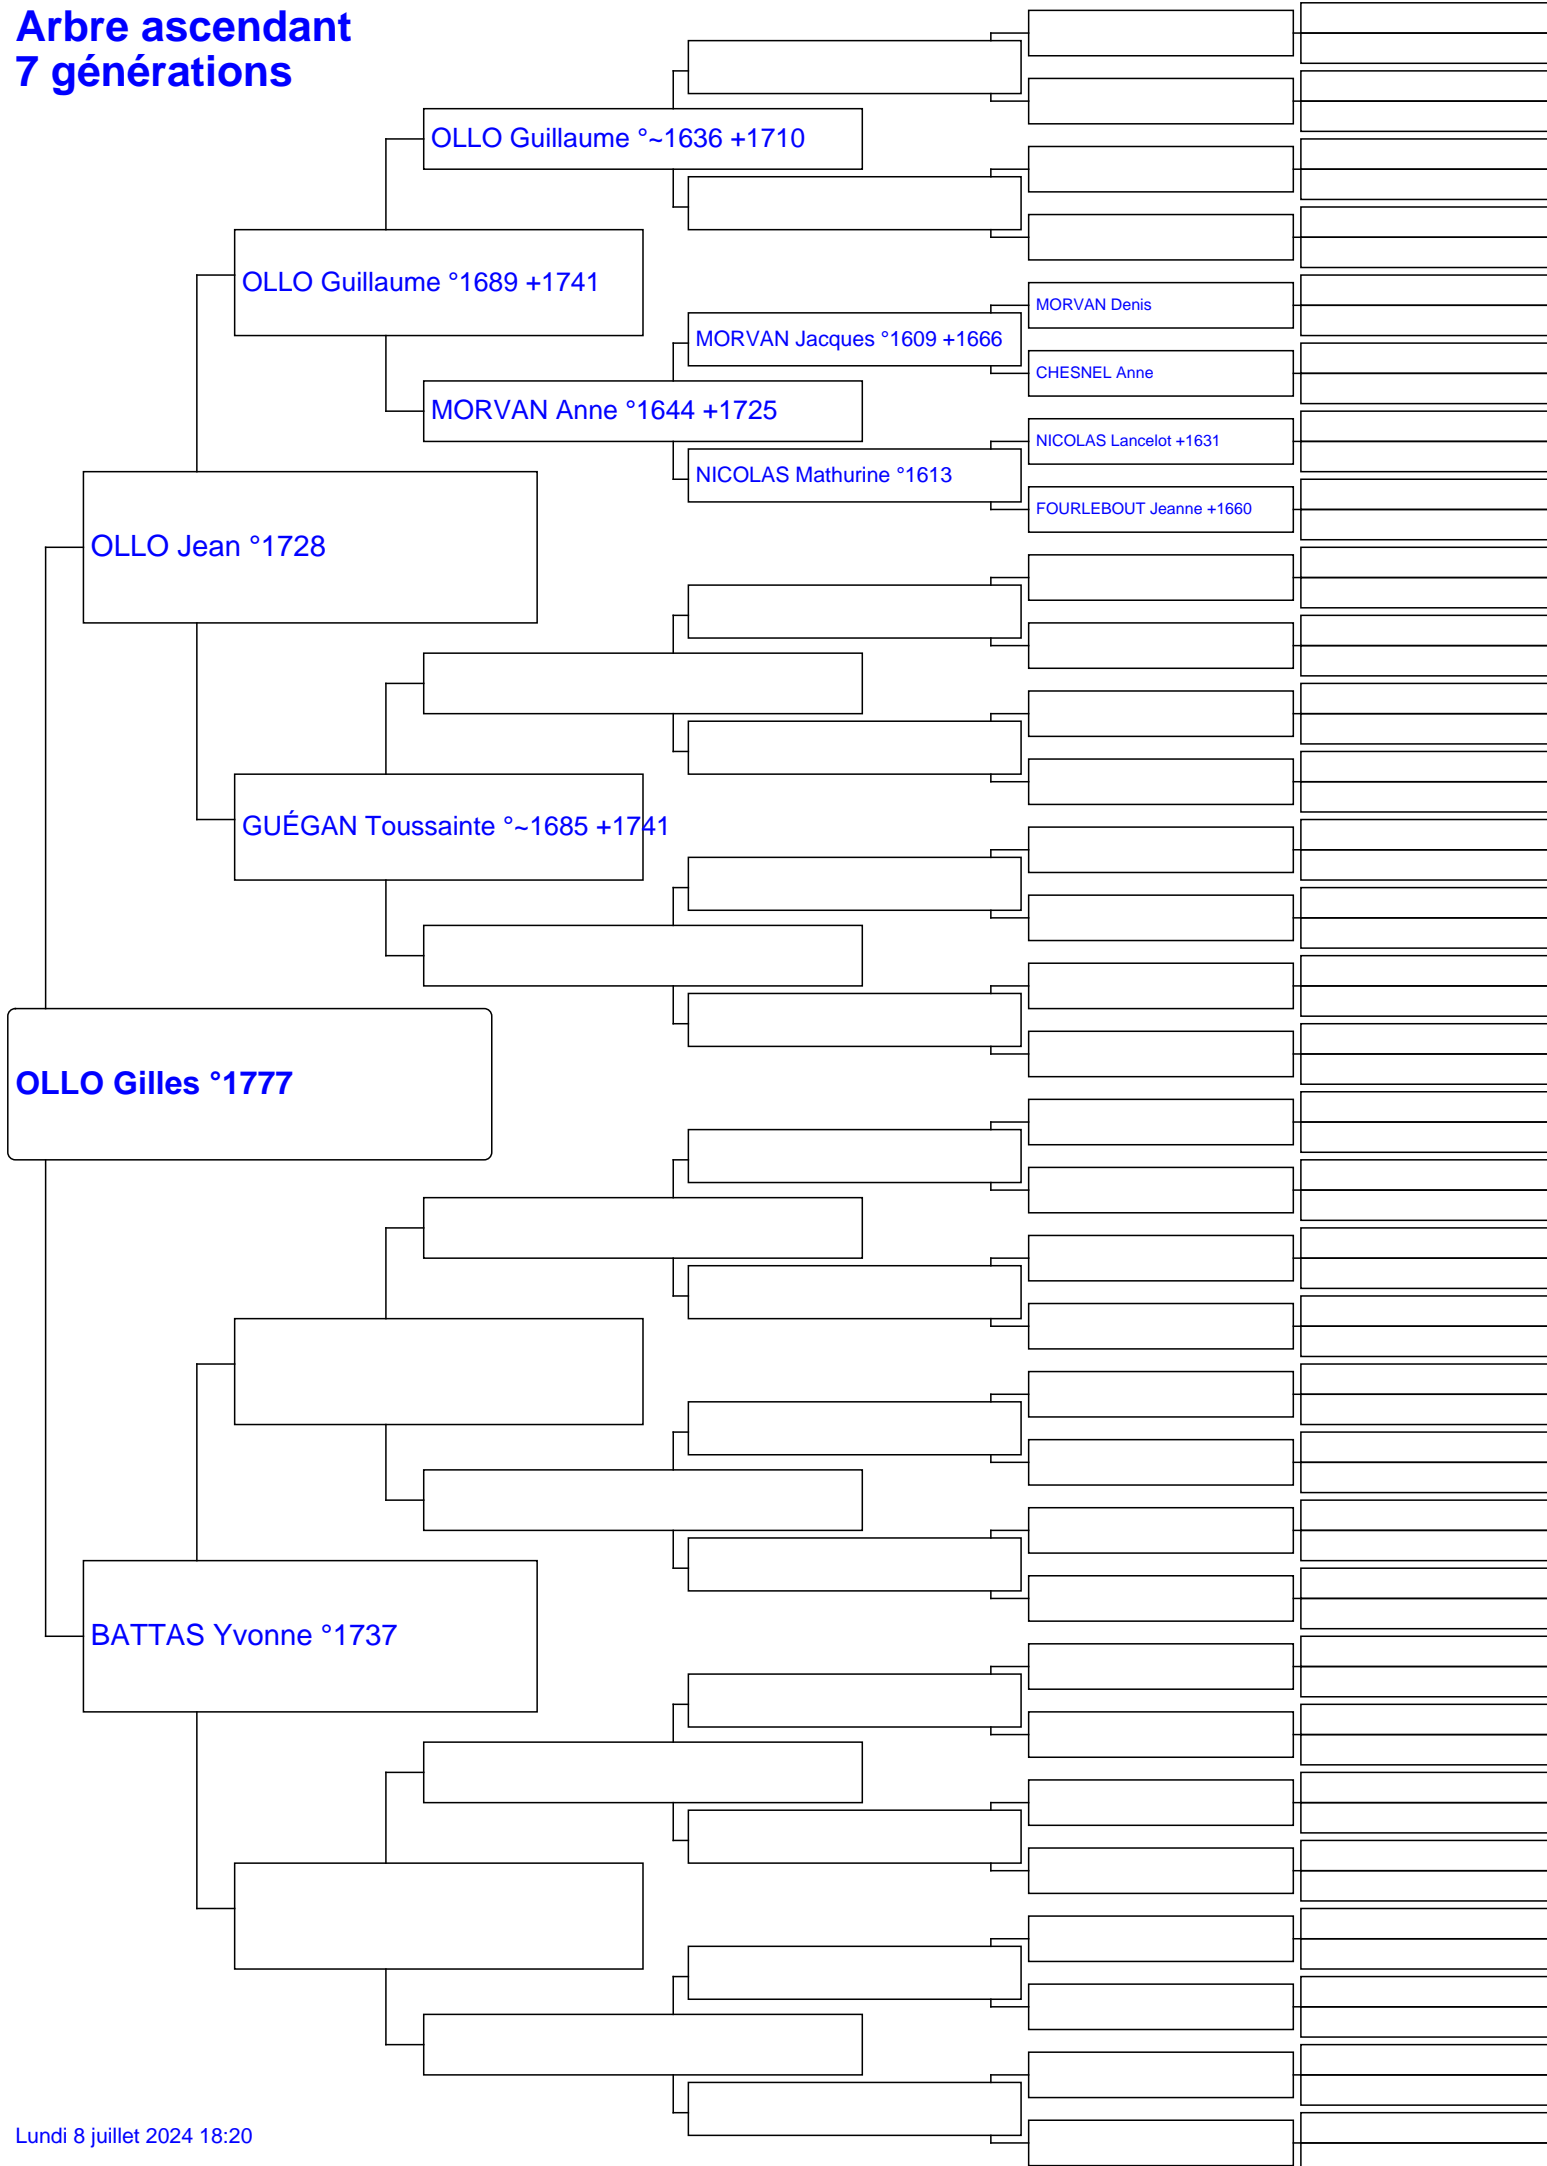 Arbre ascendant
7 générations
OLLO Guillaume °~1636 +1710
OLLO Guillaume °1689 +1741
MORVAN Denis
MORVAN Jacques °1609 +1666
CHESNEL Anne
MORVAN Anne °1644 +1725
NICOLAS Lancelot +1631
NICOLAS Mathurine °1613
FOURLEBOUT Jeanne +1660
OLLO Jean °1728
GUÉGAN Toussainte °~1685 +1741
OLLO Gilles °1777
BATTAS Yvonne °1737
Lundi 8 juillet 2024 18:20